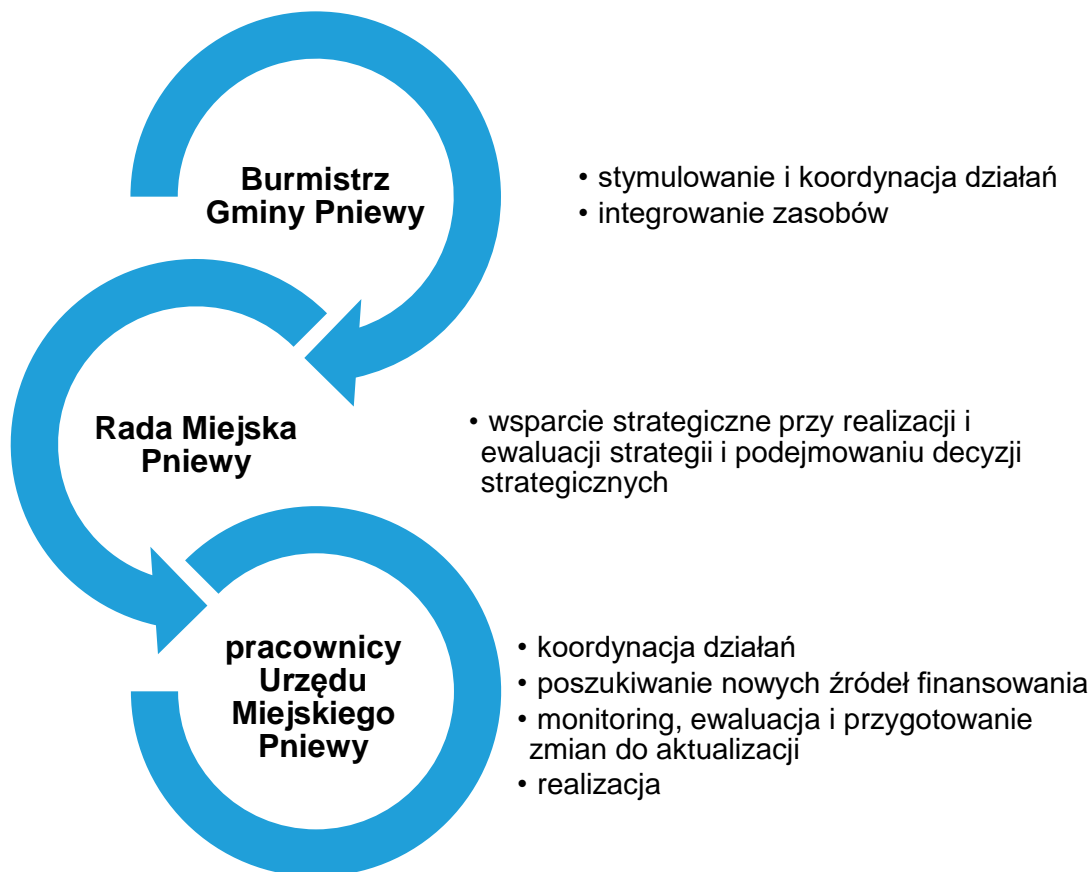 Burmistrz
Gminy Pniewy
• stymulowanie i koordynacja działań
• integrowanie zasobów
Rada Miejska
Pniewy
• wsparcie strategiczne przy realizacji i
ewaluacji strategii i podejmowaniu decyzji
strategicznych
pracownicy
Urzędu
Miejskiego
Pniewy
• koordynacja działań
• poszukiwanie nowych źródeł finansowania
• monitoring, ewaluacja i przygotowanie
zmian do aktualizacji
• realizacja